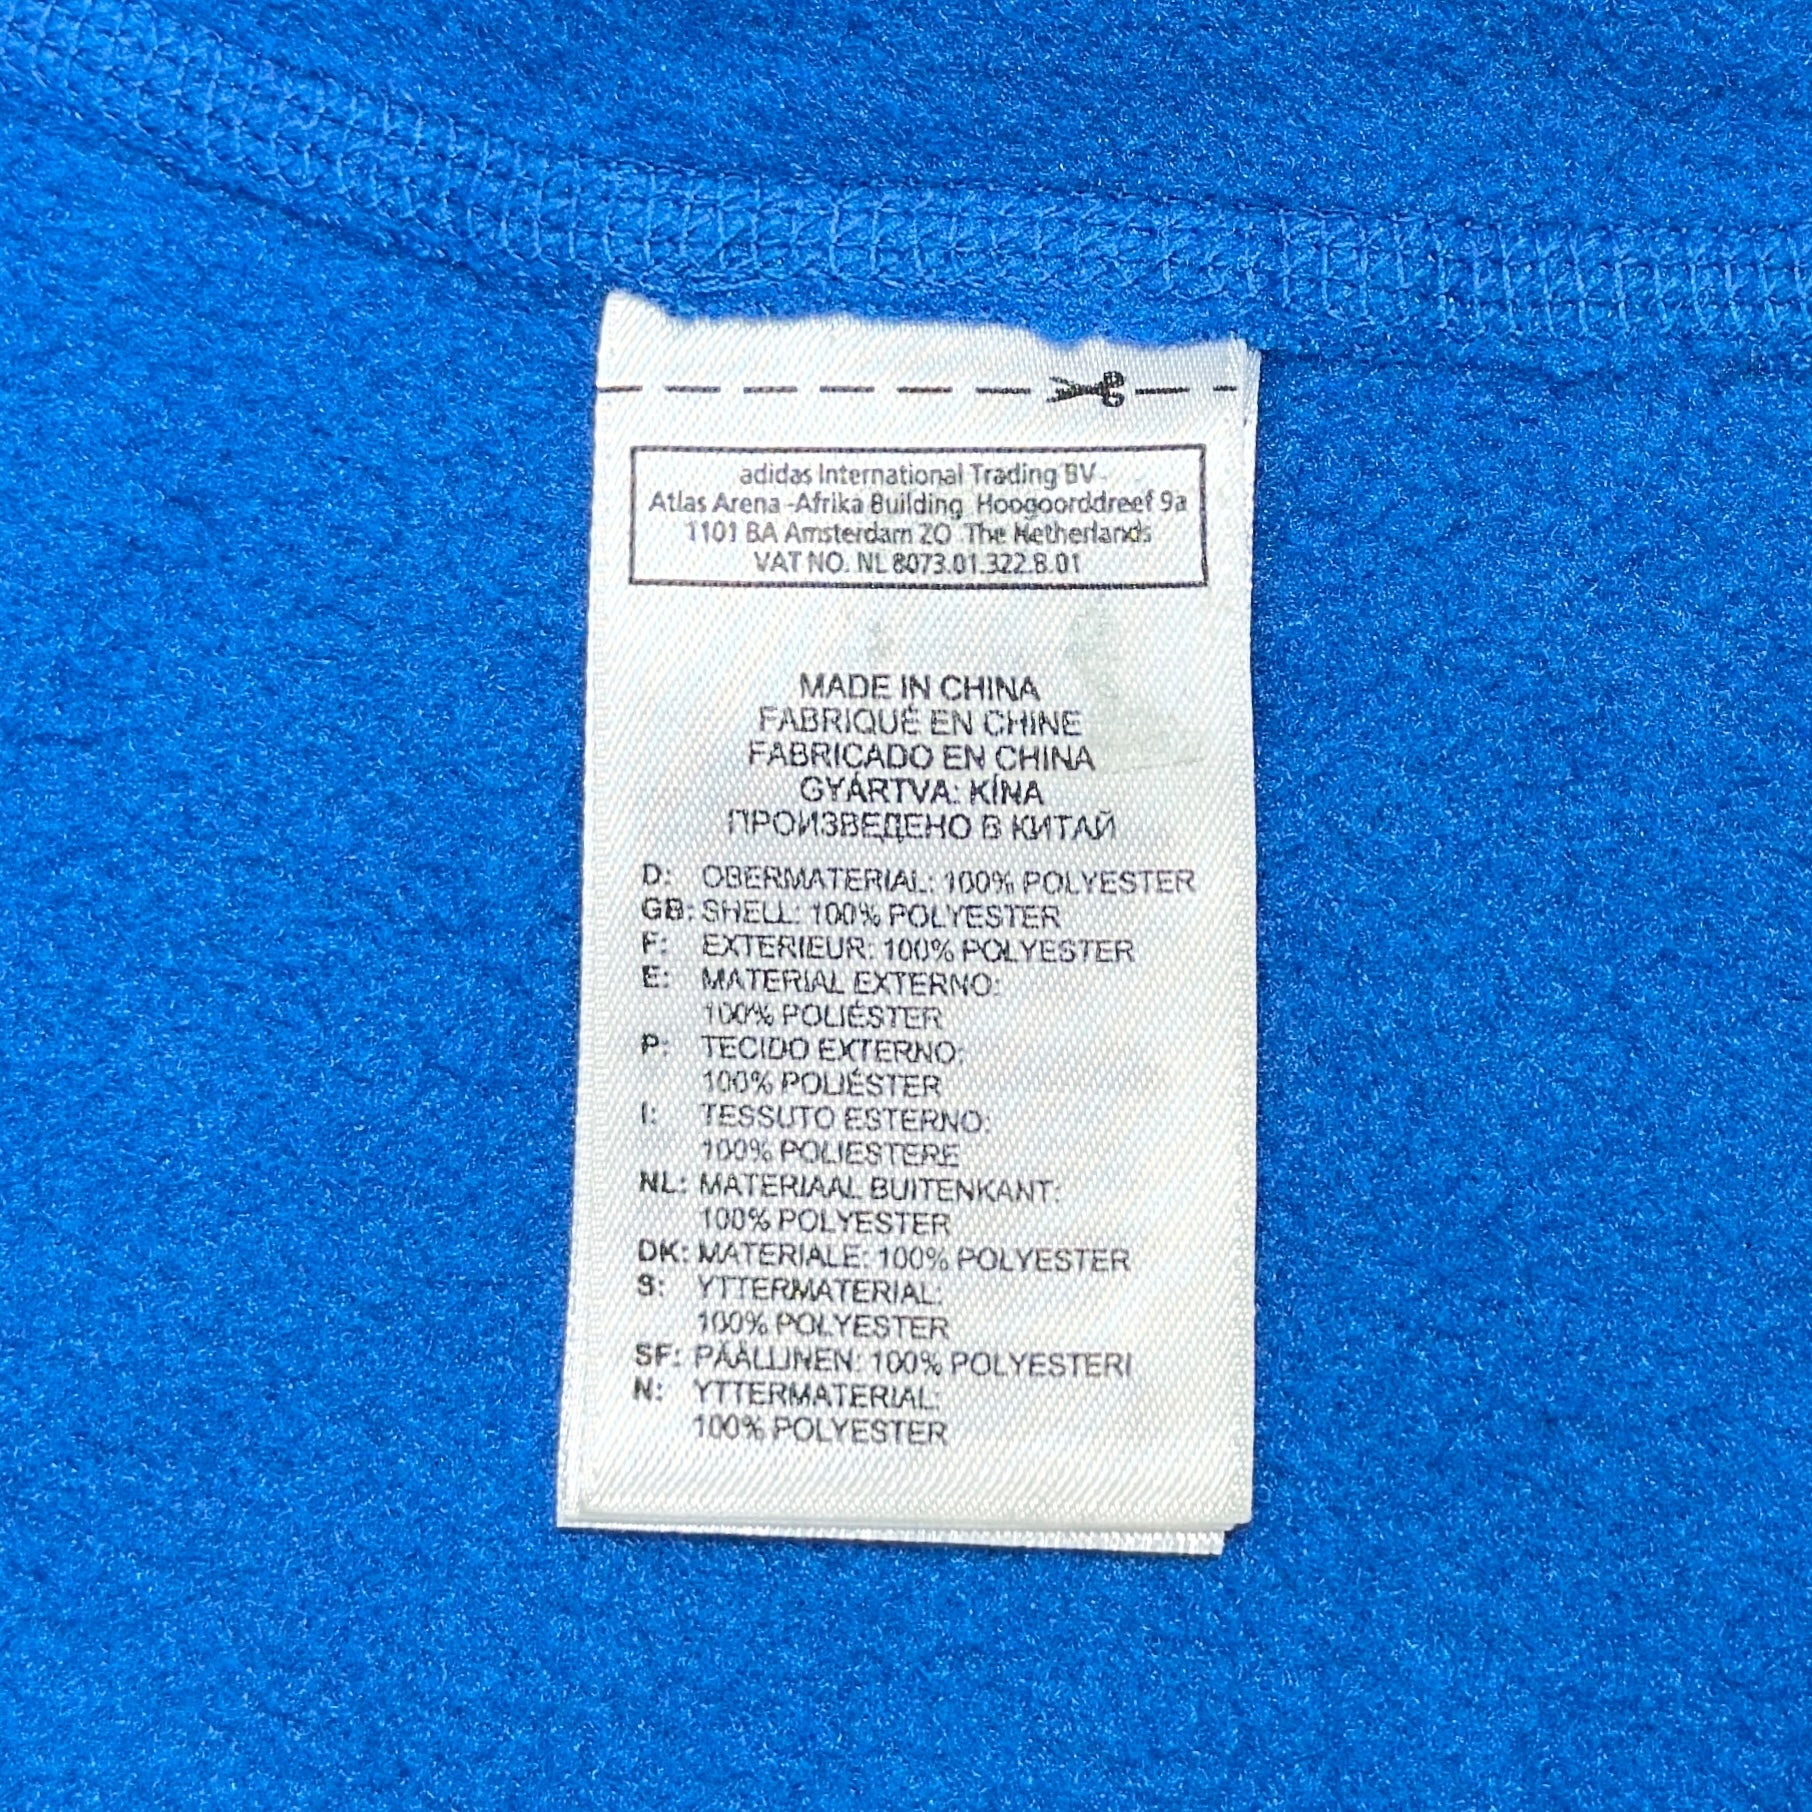 adidas International Trading BV.
Atlas Arena -Afrika Building Hoogoorddreef 9a
1101 BA Amsterdam ZO The Netherlands
VAT NO. NL 8073.01.322.B.01
MADE IN CHINA
FABRIQUÉ EN CHINE
FABRICADO EN CHINA
GYÁRTVA: KÍNA
ПРОИЗВЕДЕНО В КИТАЙ
D: OBERMATERIAL: 100% POLYESTER
GB: SHELL: 100% POLYESTER
F: EXTERIEUR: 100% POLYESTER
E: MATERIAL EXTERNO:
100% POLIÉSTER
P: TECIDO EXTERNO:
100% POLIÉSTER
I: TESSUTO ESTERNO:
100% POLIESTERE
NL: MATERIAAL BUITENKANT:
100% POLYESTER
DK: MATERIALE: 100% POLYESTER
S: YTTERMATERIAL:
100% POLYESTER
SF: PÄÄLLINEN: 100% POLYESTERI
N: YTTERMATERIAL:
100% POLYESTER